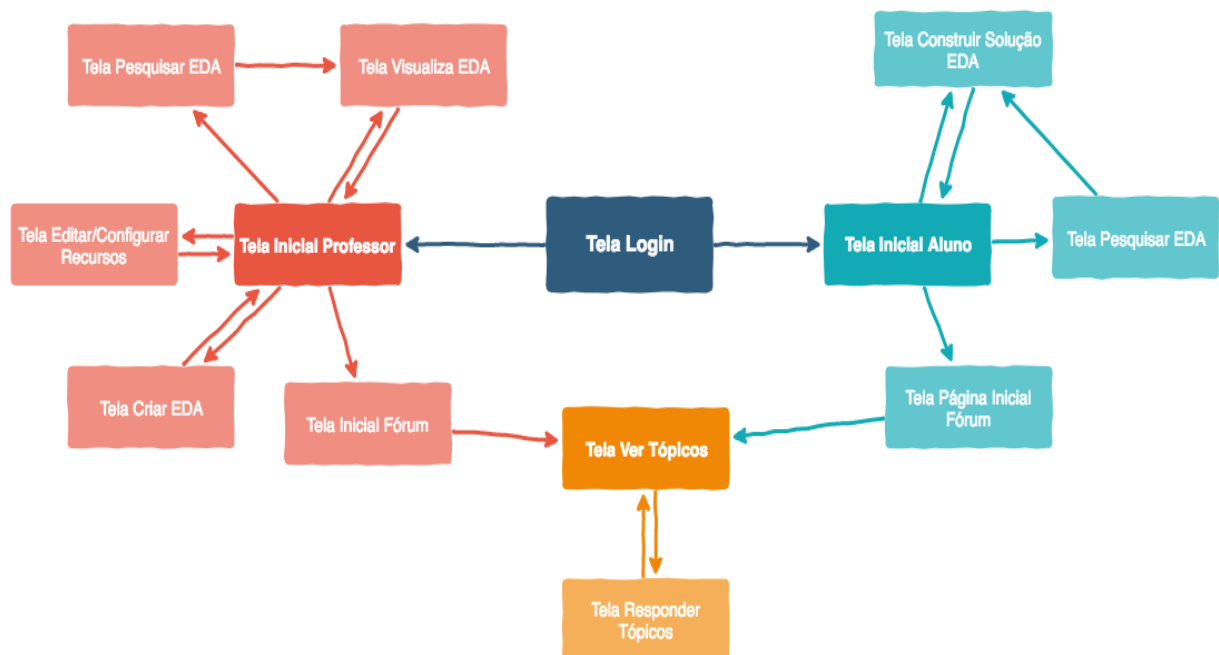 Tela Construir Solução
EDA
Tela Pesquisar EDA
Tela Visualiza EDA
Tela Editar/Configurar
Recursos
Tela Inicial Professor
Tela Login
Tela Inicial Aluno
Tela Pesquisar EDA
Tela Criar EDA
Tela Inicial Fórum
Tela Página Inicial
Fórum
Tela Ver Tópicos
Tela Responder
Tópicos